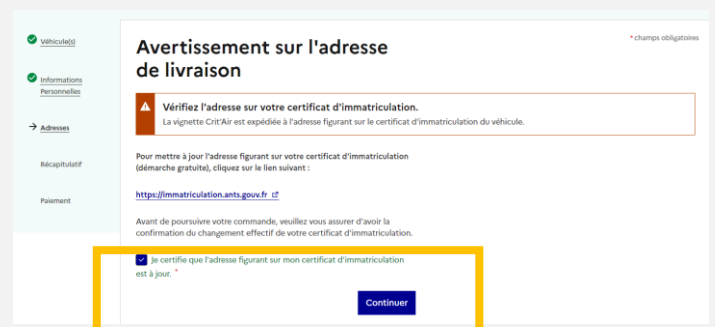 Véhicule(s)
Informations
Personnelles
Adresses
Récapitulatif
Paiement
* champs obligatoires
Avertissement sur l'adresse
de livraison
Vérifiez l'adresse sur votre certificat d'immatriculation.
La vignette Crit'Air est expédiée à l'adresse figurant sur le certificat d'immatriculation du véhicule.
Pour mettre à jour l'adresse figurant sur votre certificat d'immatriculation
(démarche gratuite), cliquez sur le lien suivant :
https://immatriculation.ants.gouv.fr
Avant de poursuivre votre commande, veuillez vous assurer d'avoir la
confirmation du changement effectif de votre certificat d'immatriculation.
Je certifie que l'adresse figurant sur mon certificat d'immatriculation
est à jour. *
Continuer